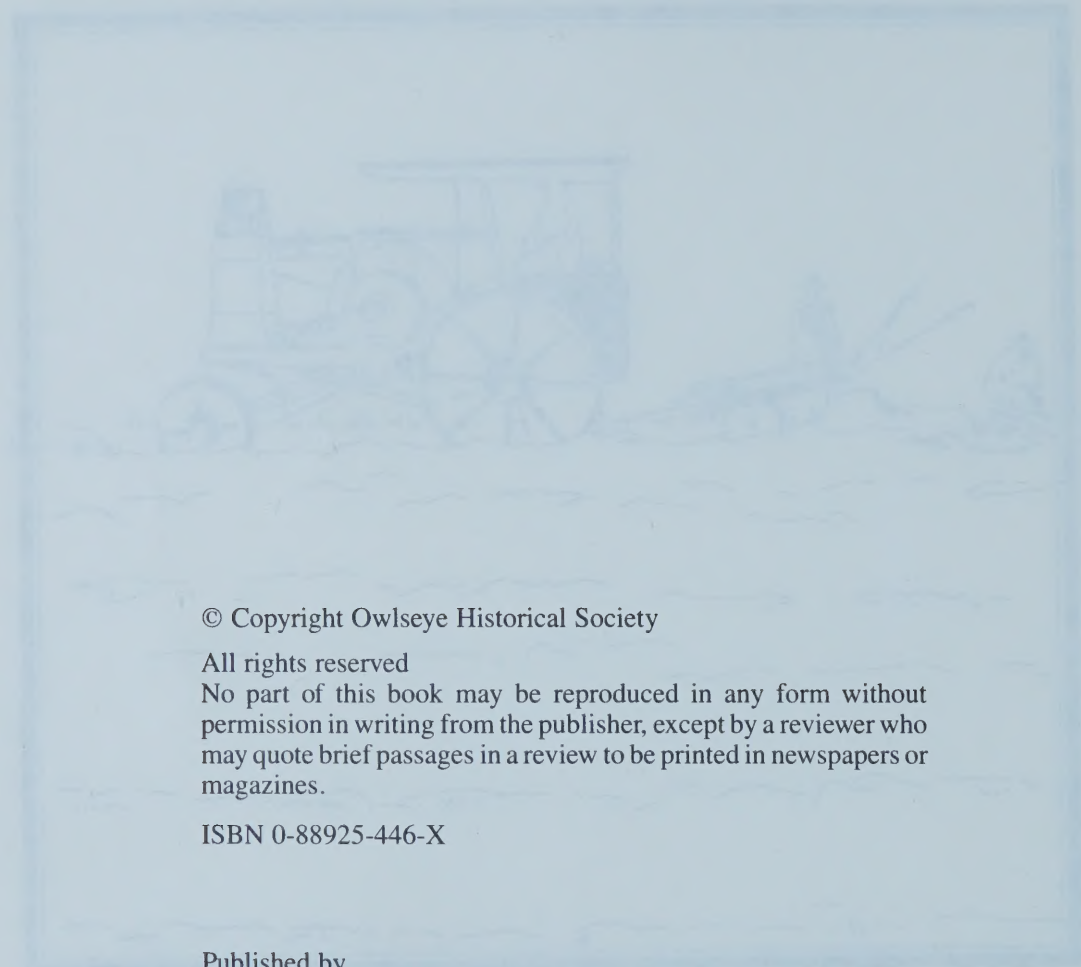 © Copyright Owlseye Historical Society
All rights reserved
No part of this book may be reproduced in any form without
permission in writing from the publisher, except by a reviewer who
may quote brief passages in a review to be printed in newspapers or
magazines.
ISBN 0-88925-446-X
Published by